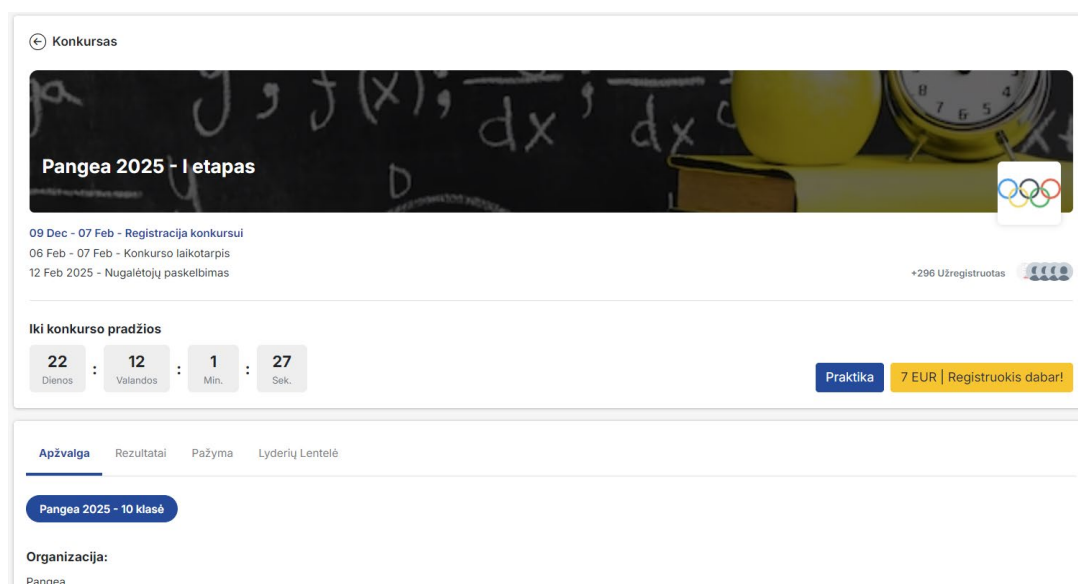 Konkursas
Pangea 2025 - I etapas
09 Dec - 07 Feb - Registracija konkursui
06 Feb - 07 Feb - Konkurso laikotarpis
12 Feb 2025 - Nugalėtojų paskelbimas
+296 Užregistruotas
Iki konkurso pradžios
22 : 12 : 1 : 27
Dienos Valandos Min. Sek.
Praktika 7 EUR | Registruokis dabar!
Apžvalga Rezultatai Pažyma Lyderių Lentelė
Pangea 2025 - 10 klasė
Organizacija:
Pangea